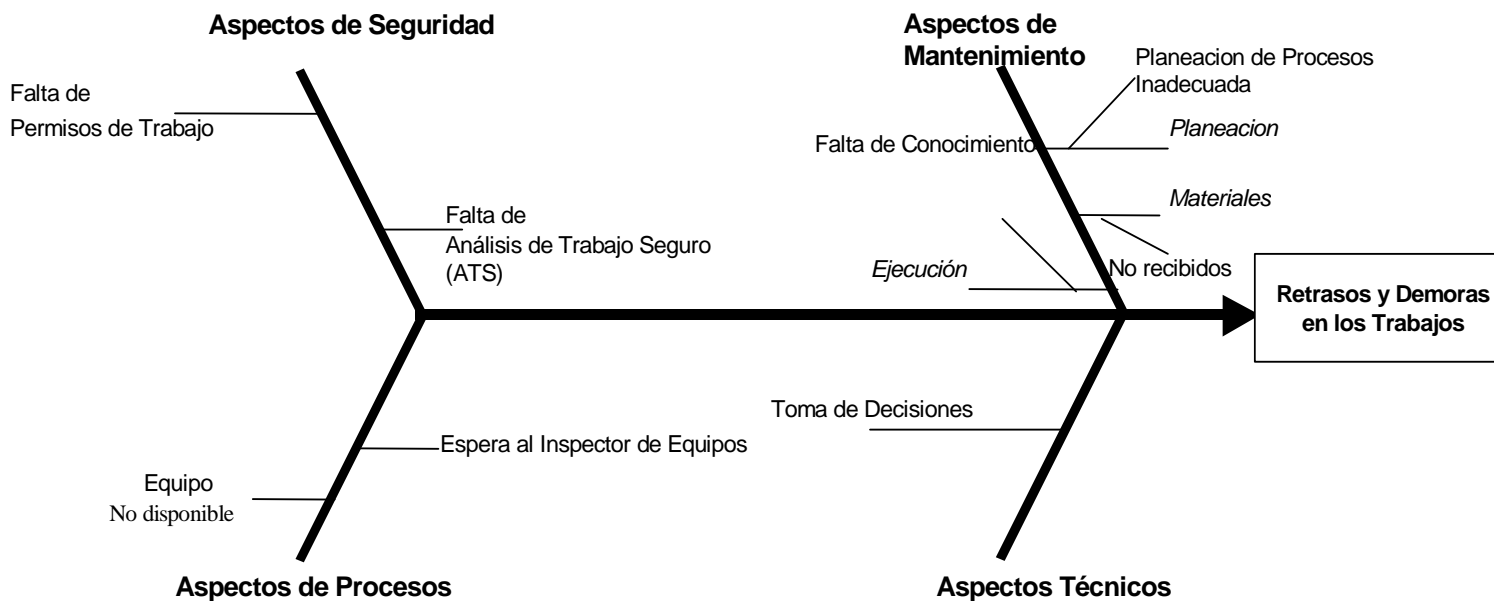 Aspectos de Seguridad
Falta de
Permisos de Trabajo
Falta de
Análisis de Trabajo Seguro
(ATS)
Aspectos de
Mantenimiento
Planeacion de Procesos
Inadecuada
Falta de Conocimiento
Planeacion
Materiales
No recibidos
Ejecución
Retrasos y Demoras
en los Trabajos
Toma de Decisiones
Espera al Inspector de Equipos
Equipo
No disponible
Aspectos de Procesos
Aspectos Técnicos